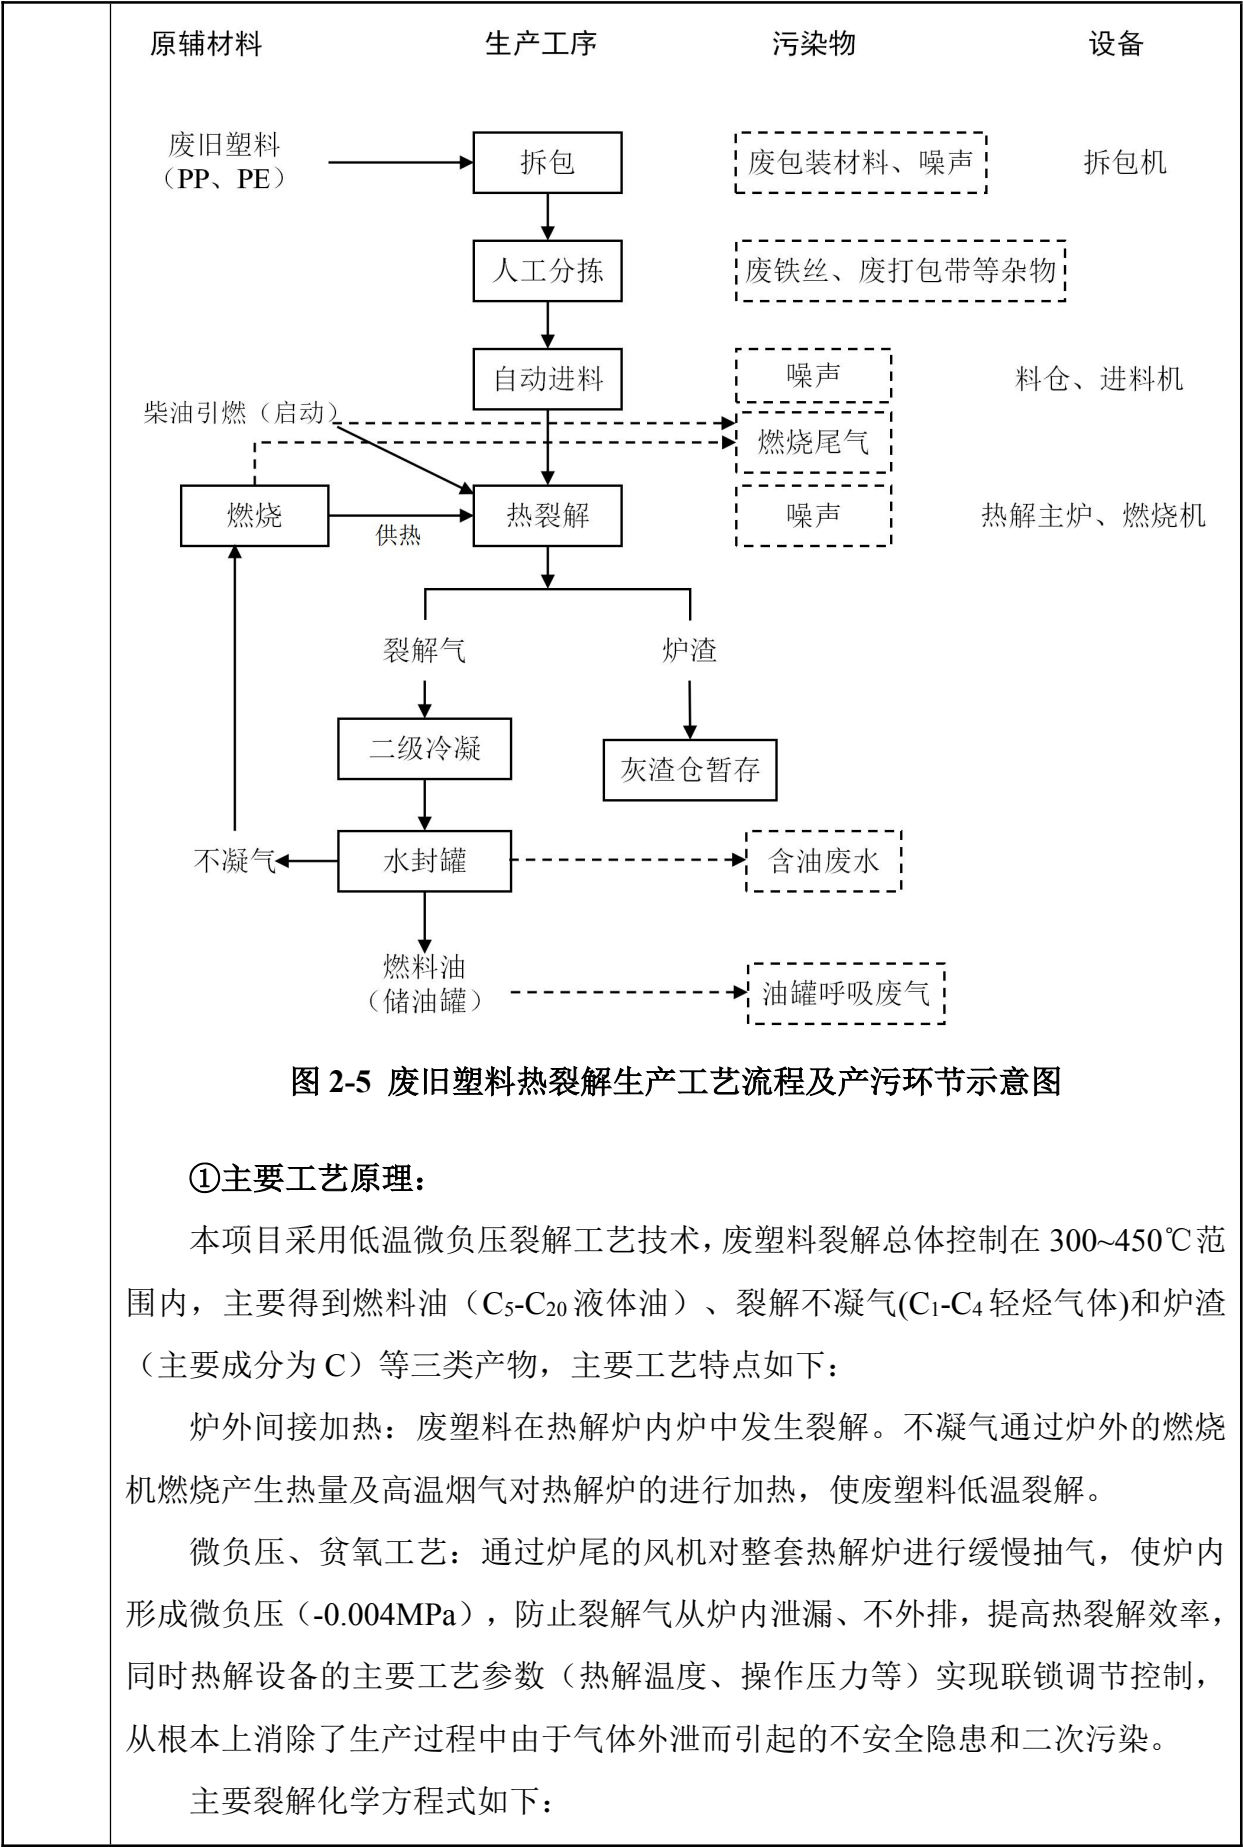 原辅材料 生产工序 污染物 设备
废旧塑料
（PP、PE）
拆包
废包装材料、噪声
拆包机
人工分拣
废铁丝、废打包带等杂物
自动进料
噪声
料仓、进料机
柴油引燃（启动）
燃烧尾气
燃烧
供热
热裂解
噪声
热解主炉、燃烧机
裂解气
炉渣
二级冷凝
灰渣仓暂存
不凝气
水封罐
含油废水
燃料油
（储油罐）
油罐呼吸废气
图 2-5 废旧塑料热裂解生产工艺流程及产污环节示意图
①主要工艺原理：
本项目采用低温微负压裂解工艺技术，废塑料裂解总体控制在 300~450℃范
围内，主要得到燃料油（C₅-C₂₀ 液体油）、裂解不凝气(C₁-C₄ 轻烃气体)和炉渣
（主要成分为 C）等三类产物，主要工艺特点如下：
炉外间接加热：废塑料在热解炉内炉中发生裂解。不凝气通过炉外的燃烧
机燃烧产生热量及高温烟气对热解炉的进行加热，使废塑料低温裂解。
微负压、贫氧工艺：通过炉尾的风机对整套热解炉进行缓慢抽气，使炉内
形成微负压（-0.004MPa），防止裂解气从炉内泄漏、不外排，提高热裂解效率，
同时热解设备的主要工艺参数（热解温度、操作压力等）实现联锁调节控制，
从根本上消除了生产过程中由于气体外泄而引起的不安全隐患和二次污染。
主要裂解化学方程式如下：